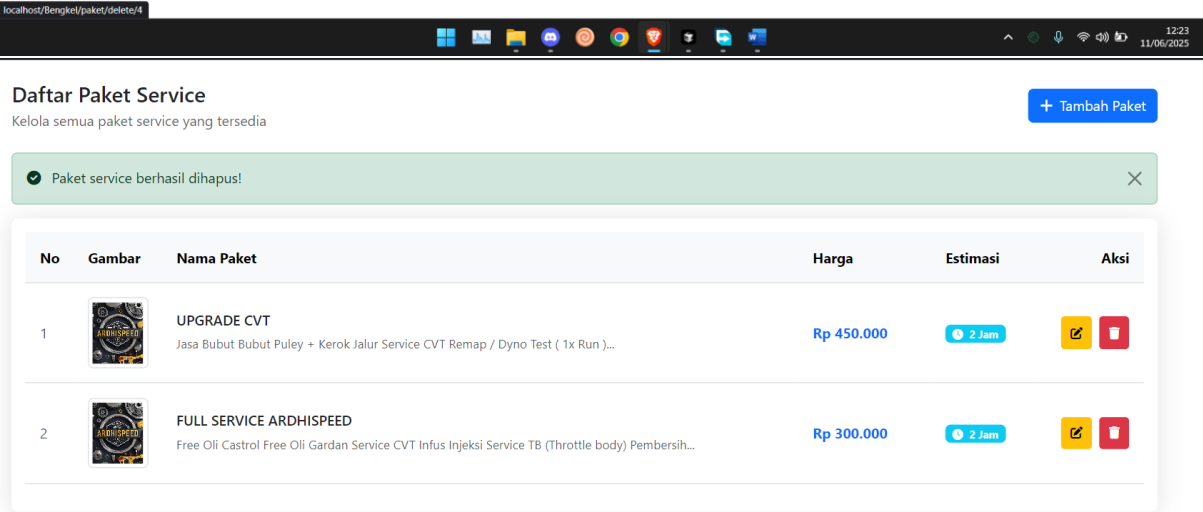 localhost/Bengkel/paket/delete/4
12:23
11/06/2025
Daftar Paket Service
+ Tambah Paket
Kelola semua paket service yang tersedia
Paket service berhasil dihapus!
No Gambar Nama Paket Harga Estimasi Aksi
ARDHISPEED
UPGRADE CVT
1 Rp 450.000 2 Jam
Jasa Bubut Bubut Puley + Kerok Jalur Service CVT Remap / Dyno Test ( 1x Run )...
ARDHISPEED
FULL SERVICE ARDHISPEED
2 Rp 300.000 2 Jam
Free Oli Castrol Free Oli Gardan Service CVT Infus Injeksi Service TB (Throttle body) Pembersih...